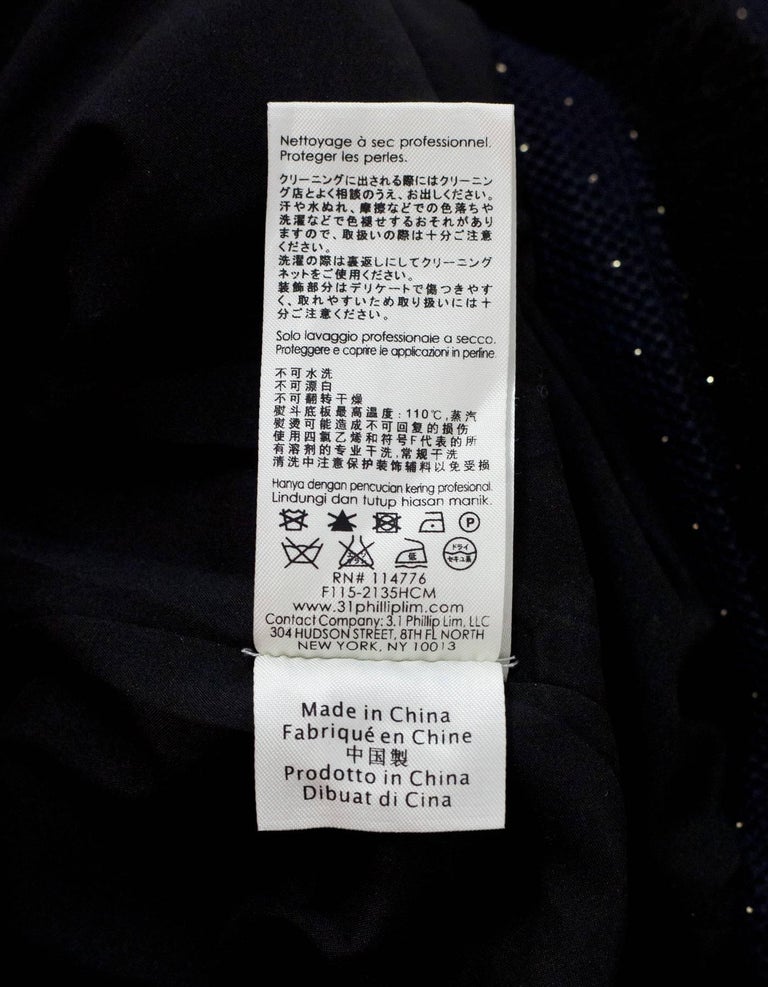 Nettoyage à sec professionnel.
Proteger les perles.
クリーニングに出される際にはクリーニン
グ店とよく相談のうえ、お出しください。
汗や水ぬれ、摩擦などでの色落ちや
洗濯などで色褪せするおそれがあり
ますので、取扱いの際は十分ご注意
ください。
洗濯の際は裏返しにしてクリーニング
ネットをご使用ください。
装飾部分はデリケートで傷つきやす
く、取れやすいため取り扱いには十
分ご注意ください。
Solo lavaggio professionale a secco.
Proteggere e coprire le applicazioni in perline
不可水洗
不可漂白
不可翻转干燥
熨斗底板最高温度：110℃,蒸汽
熨烫可能造成不可回复的损伤
使用四氯乙烯和符号F代表的所
有溶剂的专业干洗,常规干洗
清洗中注意保护装饰辅料以免受损
Hanya dengan pencucian kering profesional.
Lindungi dan tutup hiasan manik.
P
低 ドライ
セキユ系
RN# 114776
F115-2135HCM
www.31philliplim.com
Contact Company: 3.1 Phillip Lim, LLC
304 HUDSON STREET, 8TH FL NORTH
NEW YORK, NY 10013
Made in China
Fabriqué en Chine
中国製
Prodotto in China
Dibuat di Cina